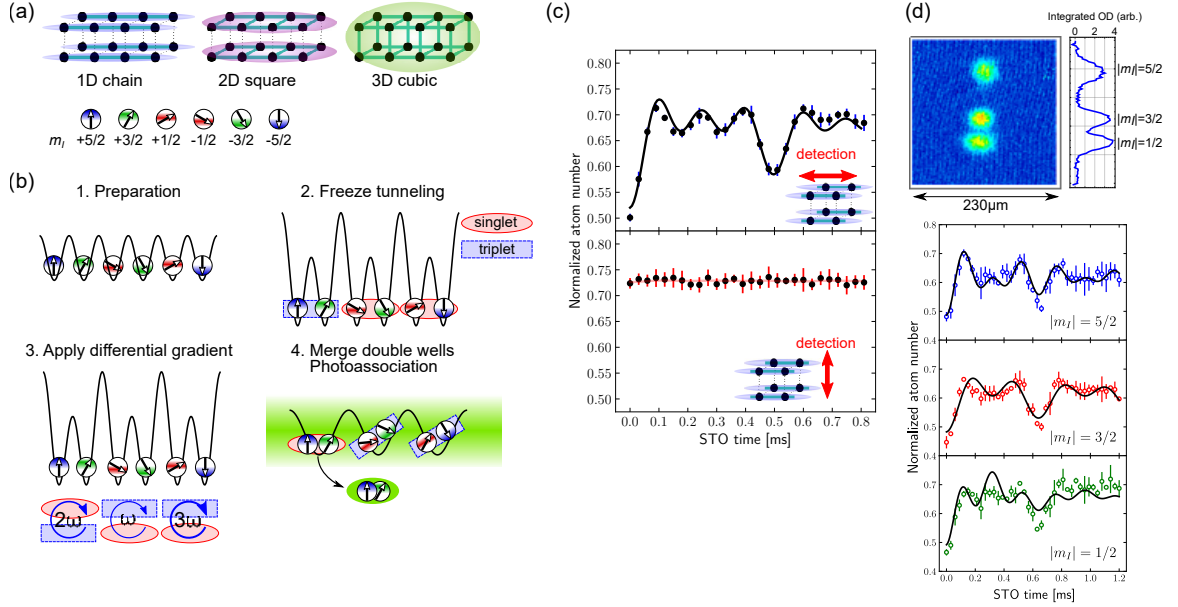 (a)
1D chain 2D square 3D cubic
m_I +5/2 +3/2 +1/2 -1/2 -3/2 -5/2
(b)
1. Preparation
2. Freeze tunneling
singlet
triplet
3. Apply differential gradient
2ω ω 3ω
4. Merge double wells
Photoassociation
(c)
Normalized atom number
0.80
0.75
0.70
0.65
0.60
0.55
0.50
detection
0.80
0.75
0.70
0.65
0.60
0.55
0.50
detection
0.0 0.1 0.2 0.3 0.4 0.5 0.6 0.7 0.8
STO time [ms]
(d)
Integrated OD (arb.)
0 2 4
|m_I|=5/2
|m_I|=3/2
|m_I|=1/2
230μm
Normalized atom number
0.8
0.7
0.6
0.5
0.4
|m_I| = 5/2
0.7
0.6
0.5
0.4
|m_I| = 3/2
0.7
0.6
0.5
0.4
|m_I| = 1/2
0.0 0.2 0.4 0.6 0.8 1.0 1.2
STO time [ms]